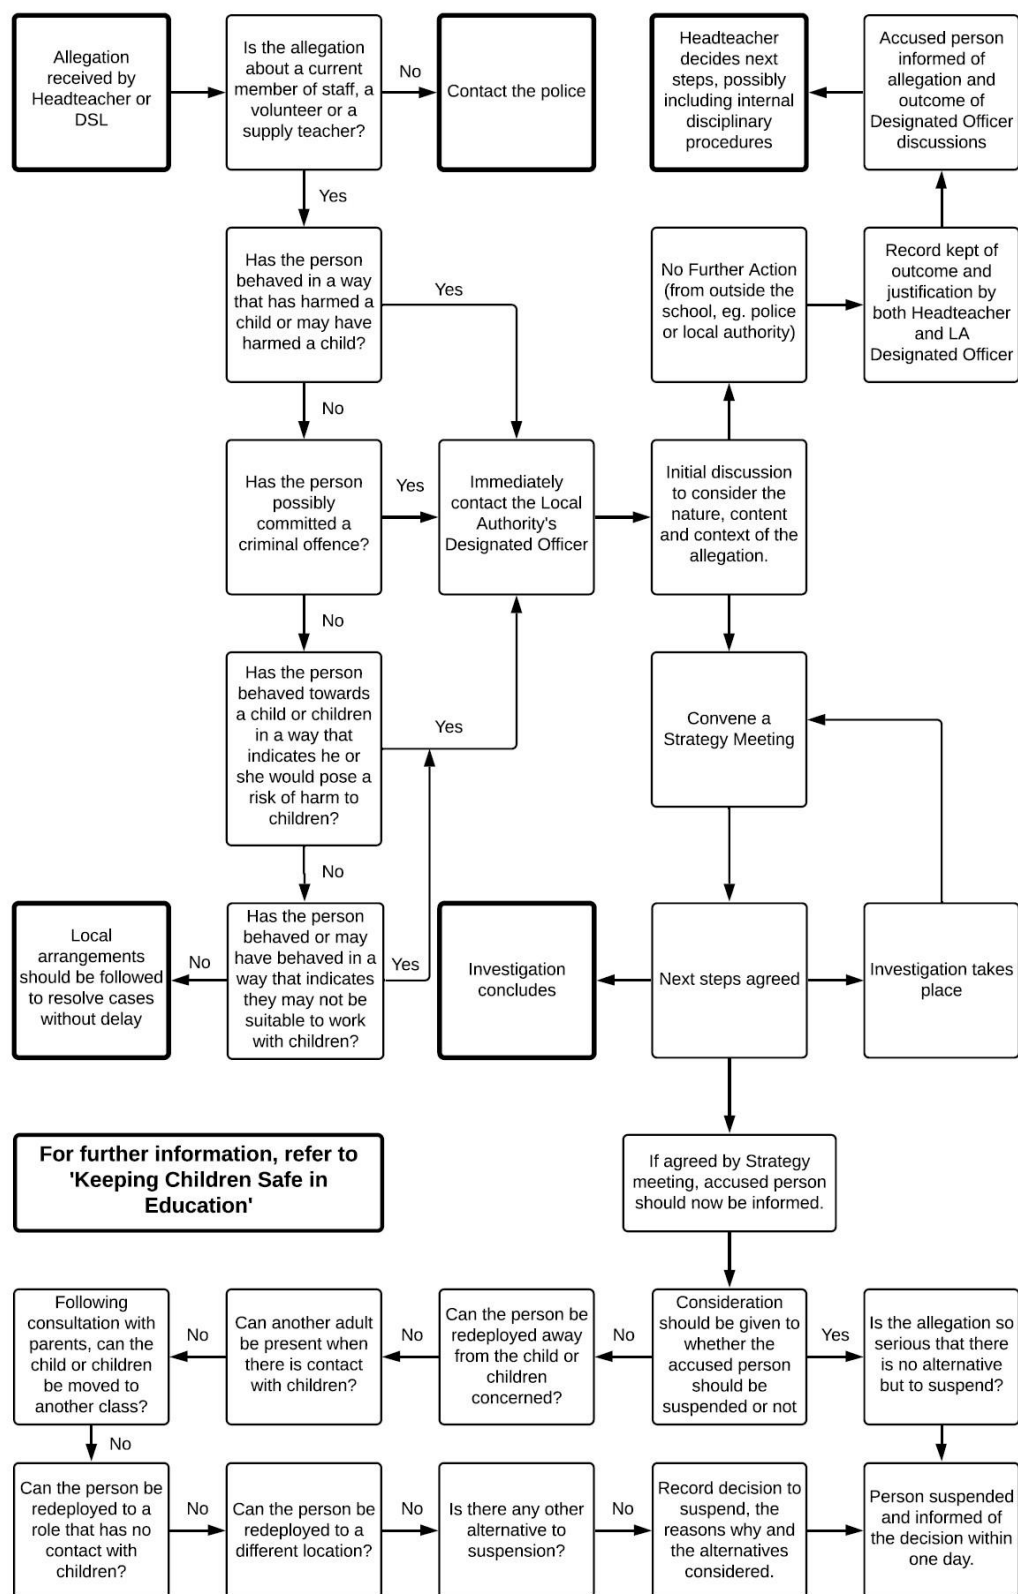 Allegation
received by
Headteacher or
DSL
Is the allegation
about a current
member of staff, a
volunteer or a
supply teacher?
No
Contact the police
Headteacher
decides next
steps, possibly
including internal
disciplinary
procedures
Accused person
informed of
allegation and
outcome of
Designated Officer
discussions
Yes
Has the person
behaved in a way
that has harmed a
child or may have
harmed a child?
Yes
No Further Action
(from outside the
school, eg. police
or local authority)
Record kept of
outcome and
justification by
both Headteacher
and LA
Designated Officer
No
Has the person
possibly
committed a
criminal offence?
Yes
Immediately
contact the Local
Authority's
Designated Officer
Initial discussion
to consider the
nature, content
and context of the
allegation.
No
Has the person
behaved towards
a child or children
in a way that
indicates he or
she would pose a
risk of harm to
children?
Yes
Convene a
Strategy Meeting
No
Local
arrangements
should be followed
to resolve cases
without delay
No
Has the person
behaved or may
have behaved in a
way that indicates
they may not be
suitable to work
with children?
Yes
Investigation
concludes
Next steps agreed
Investigation takes
place
For further information, refer to
'Keeping Children Safe in
Education'
If agreed by Strategy
meeting, accused person
should now be informed.
Following
consultation with
parents, can the
child or children
be moved to
another class?
No
Can another adult
be present when
there is contact
with children?
No
Can the person be
redeployed away
from the child or
children
concerned?
No
Consideration
should be given to
whether the
accused person
should be
suspended or not
Yes
Is the allegation so
serious that there
is no alternative
but to suspend?
No
Can the person be
redeployed to a
role that has no
contact with
children?
No
Can the person be
redeployed to a
different location?
No
Is there any other
alternative to
suspension?
No
Record decision to
suspend, the
reasons why and
the alternatives
considered.
Person suspended
and informed of
the decision within
one day.